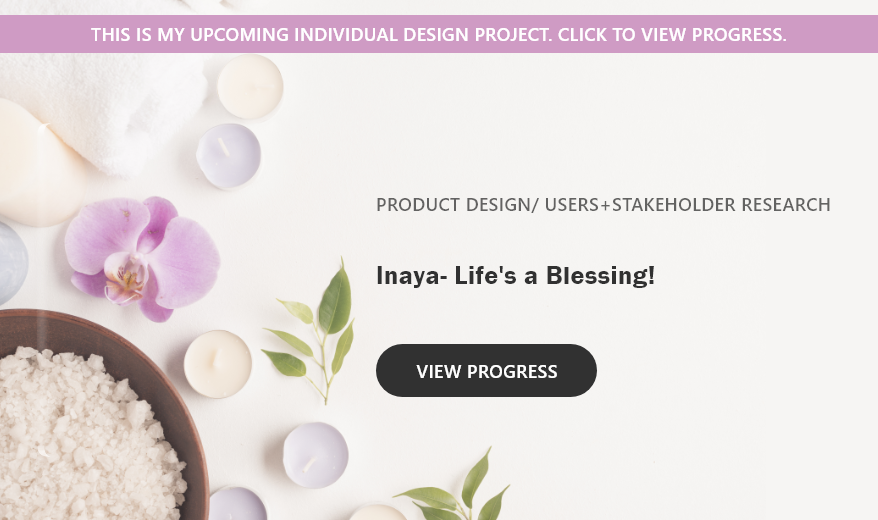 THIS IS MY UPCOMING INDIVIDUAL DESIGN PROJECT. CLICK TO VIEW PROGRESS.
PRODUCT DESIGN/ USERS+STAKEHOLDER RESEARCH
Inaya- Life's a Blessing!
VIEW PROGRESS